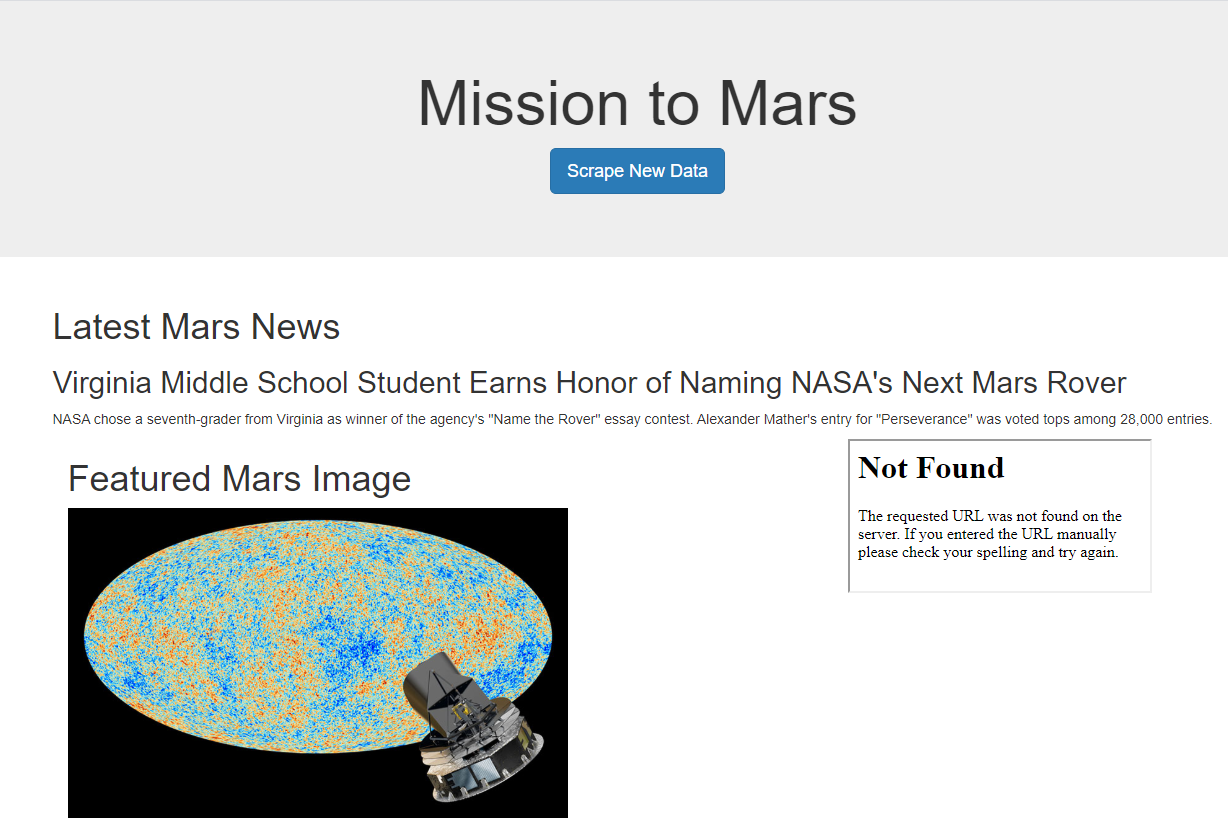 Mission to Mars
Scrape New Data
Latest Mars News
Virginia Middle School Student Earns Honor of Naming NASA's Next Mars Rover
NASA chose a seventh-grader from Virginia as winner of the agency's "Name the Rover" essay contest. Alexander Mather's entry for "Perseverance" was voted tops among 28,000 entries.
Featured Mars Image
Not Found
The requested URL was not found on the
server. If you entered the URL manually
please check your spelling and try again.